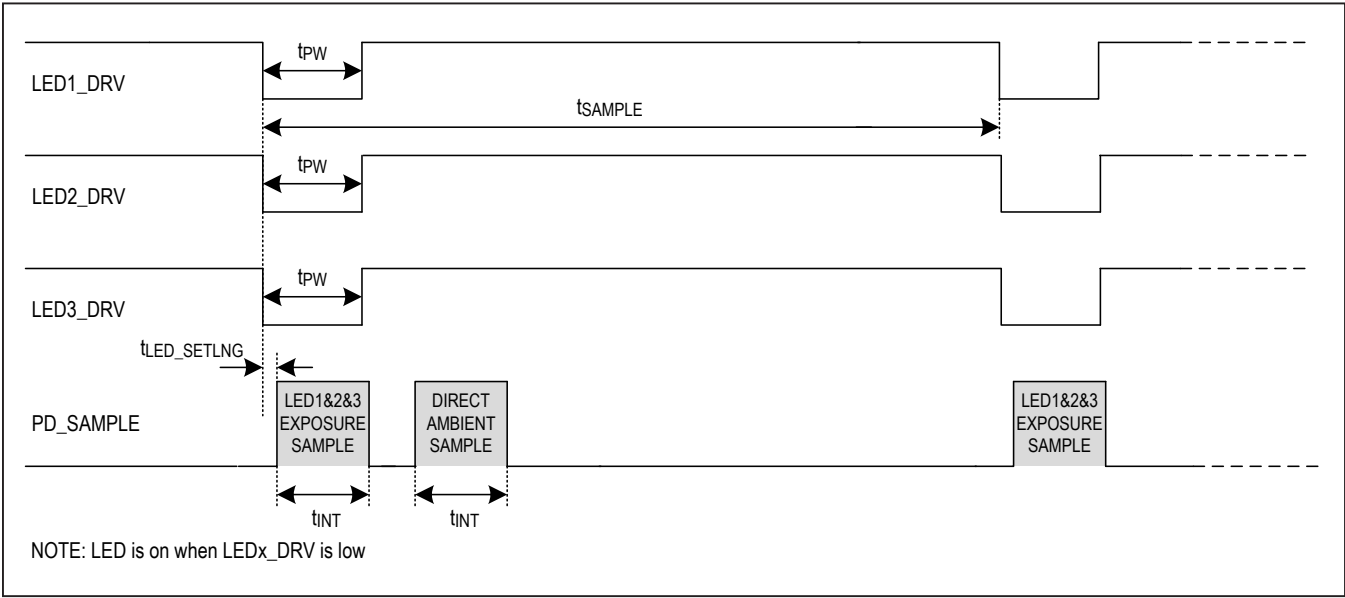 tPW
LED1_DRV
tSAMPLE
tPW
LED2_DRV
tPW
LED3_DRV
tLED_SETLNG
LED1&2&3
EXPOSURE
SAMPLE
DIRECT
AMBIENT
SAMPLE
LED1&2&3
EXPOSURE
SAMPLE
PD_SAMPLE
tINT
tINT
NOTE: LED is on when LEDx_DRV is low